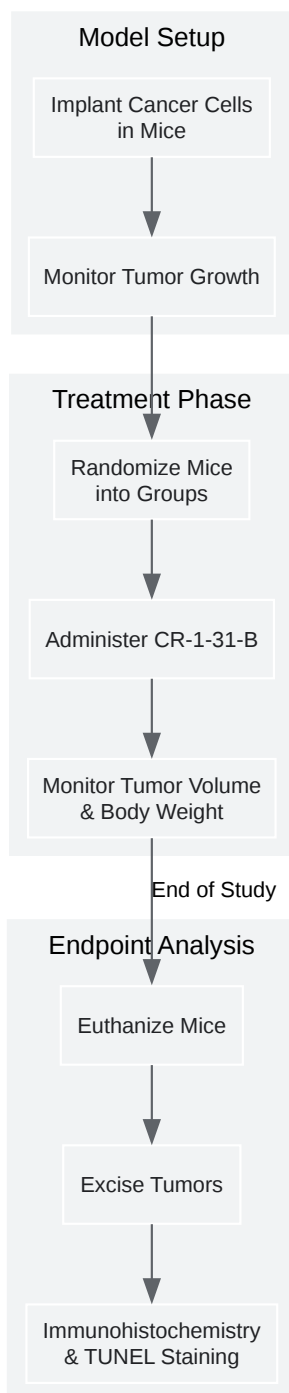 Model Setup
Implant Cancer Cells
in Mice
Monitor Tumor Growth
Treatment Phase
Randomize Mice
into Groups
Administer CR-1-31-B
Monitor Tumor Volume
& Body Weight
End of Study
Endpoint Analysis
Euthanize Mice
Excise Tumors
Immunohistochemistry
& TUNEL Staining